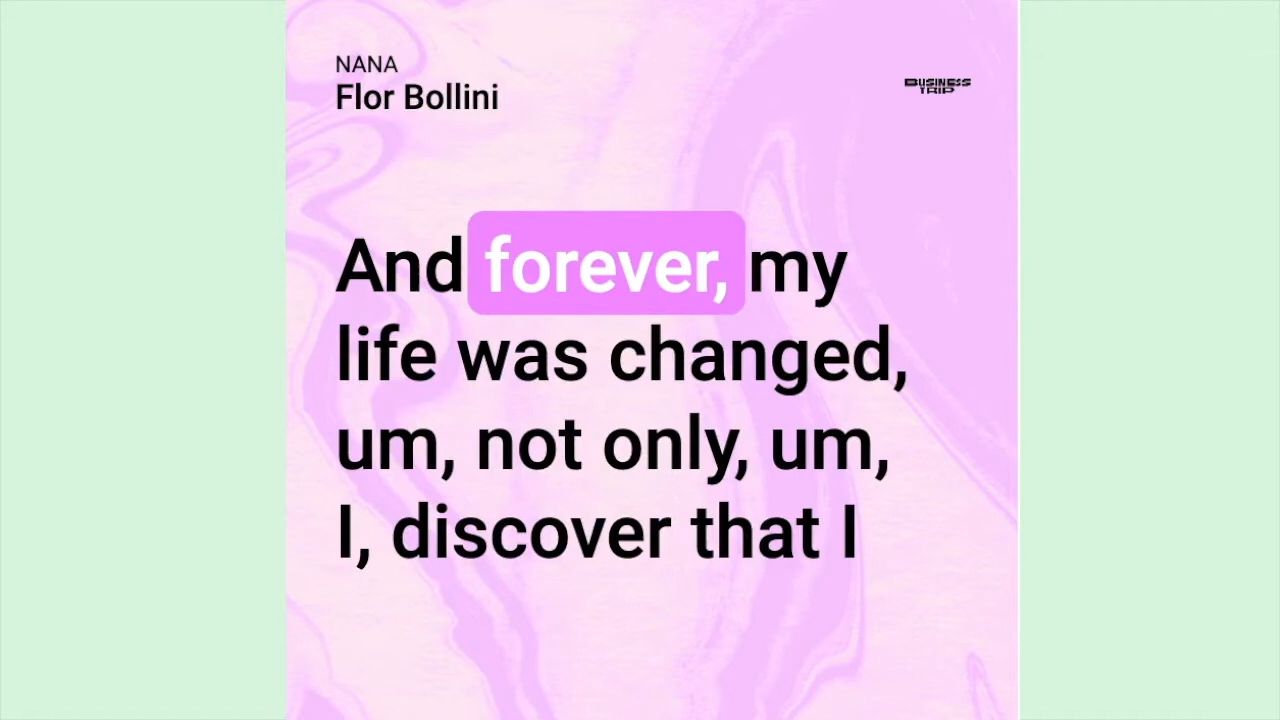 NANA
Flor Bollini
BUSINESS
TRIP
And forever, my
life was changed,
um, not only, um,
I, discover that I